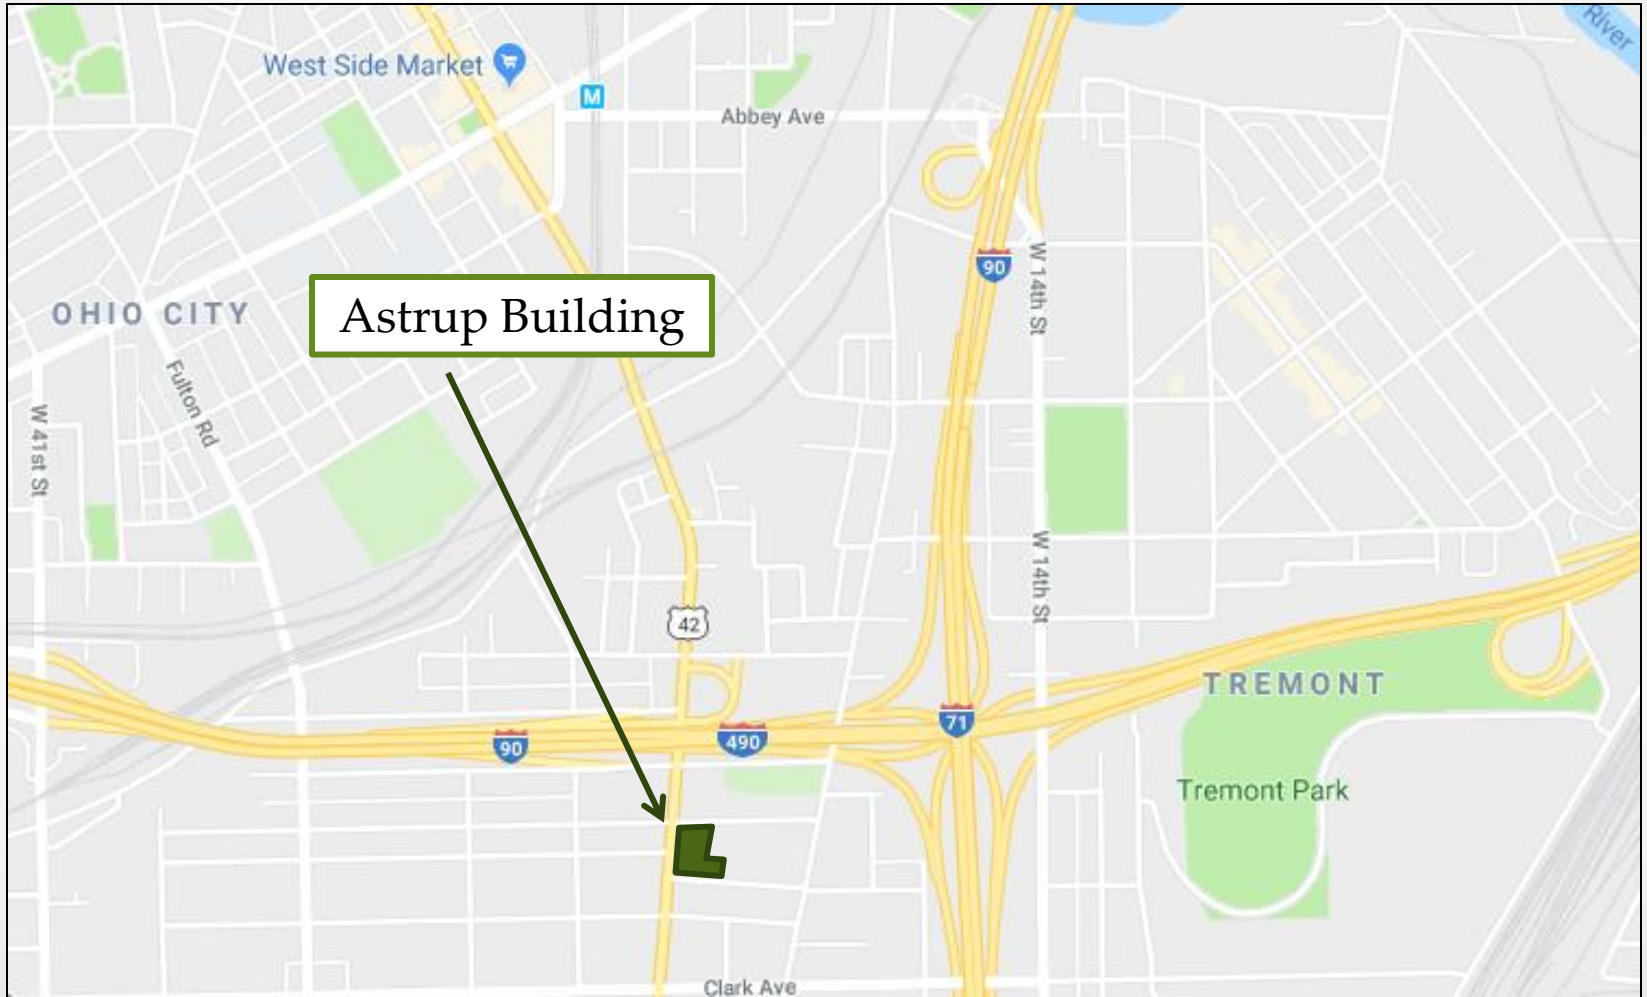 River
West Side Market
M
Abbey Ave
90
W 14th St
OHIO CITY
Astrup Building
Fulton Rd
W 41st St
W 14th St
42
TREMONT
71
490
90
Tremont Park
Clark Ave